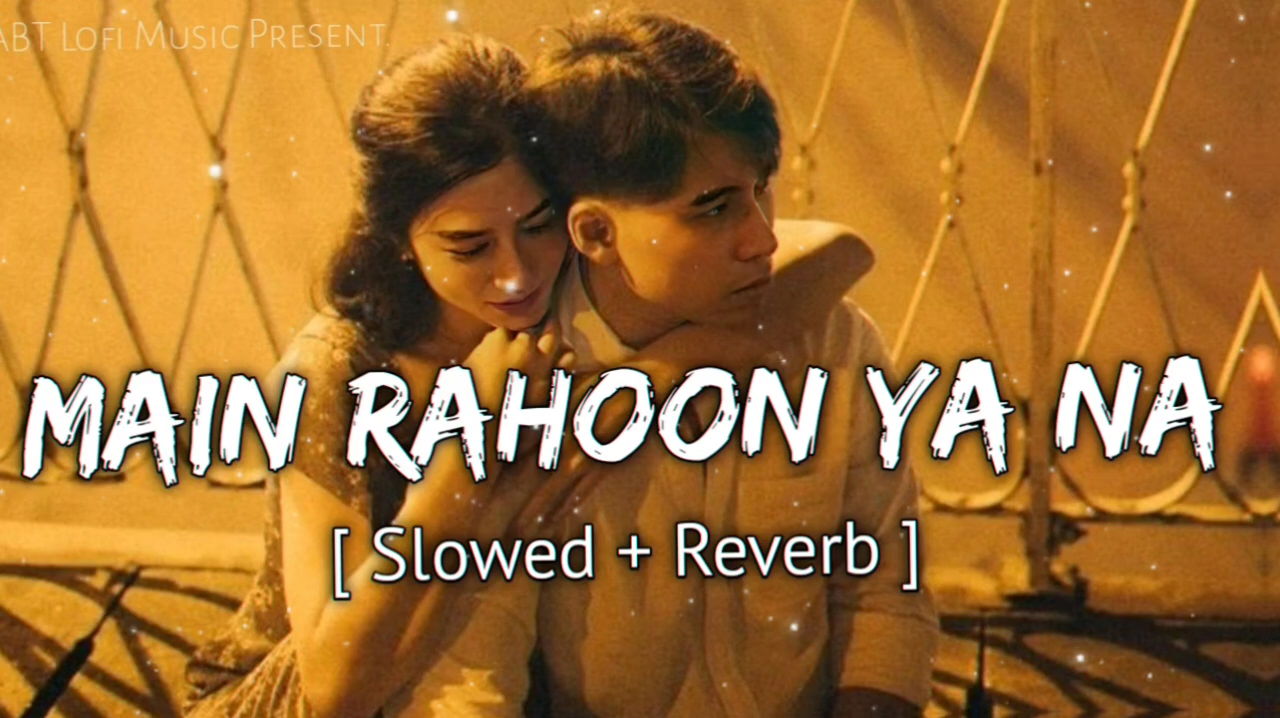 ABT Lofi Music Present.
MAIN RAHOON YA NA
[ Slowed + Reverb ]